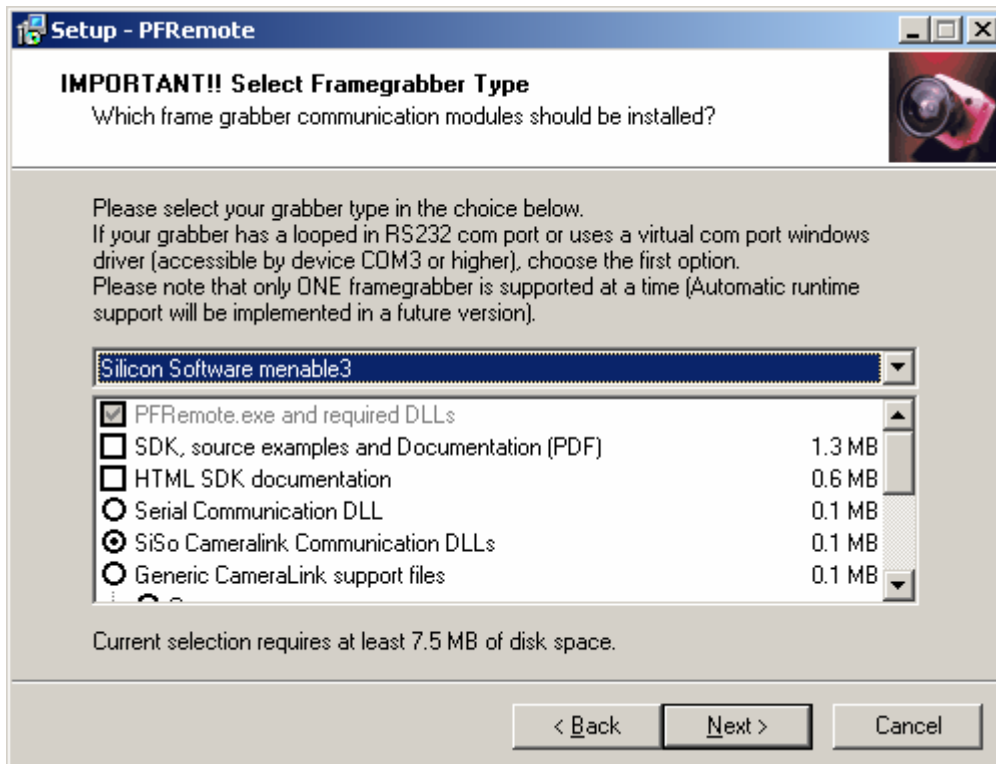 Setup - PFRemote
IMPORTANT!! Select Framegrabber Type
Which frame grabber communication modules should be installed?
Please select your grabber type in the choice below.
If your grabber has a looped in RS232 com port or uses a virtual com port windows
driver (accessible by device COM3 or higher), choose the first option.
Please note that only ONE framegrabber is supported at a time (Automatic runtime
support will be implemented in a future version).
Silicon Software menable3
PFRemote.exe and required DLLs
SDK, source examples and Documentation (PDF) 1.3 MB
HTML SDK documentation 0.6 MB
Serial Communication DLL 0.1 MB
SiSo Cameralink Communication DLLs 0.1 MB
Generic CameraLink support files 0.1 MB
Current selection requires at least 7.5 MB of disk space.
< Back Next > Cancel